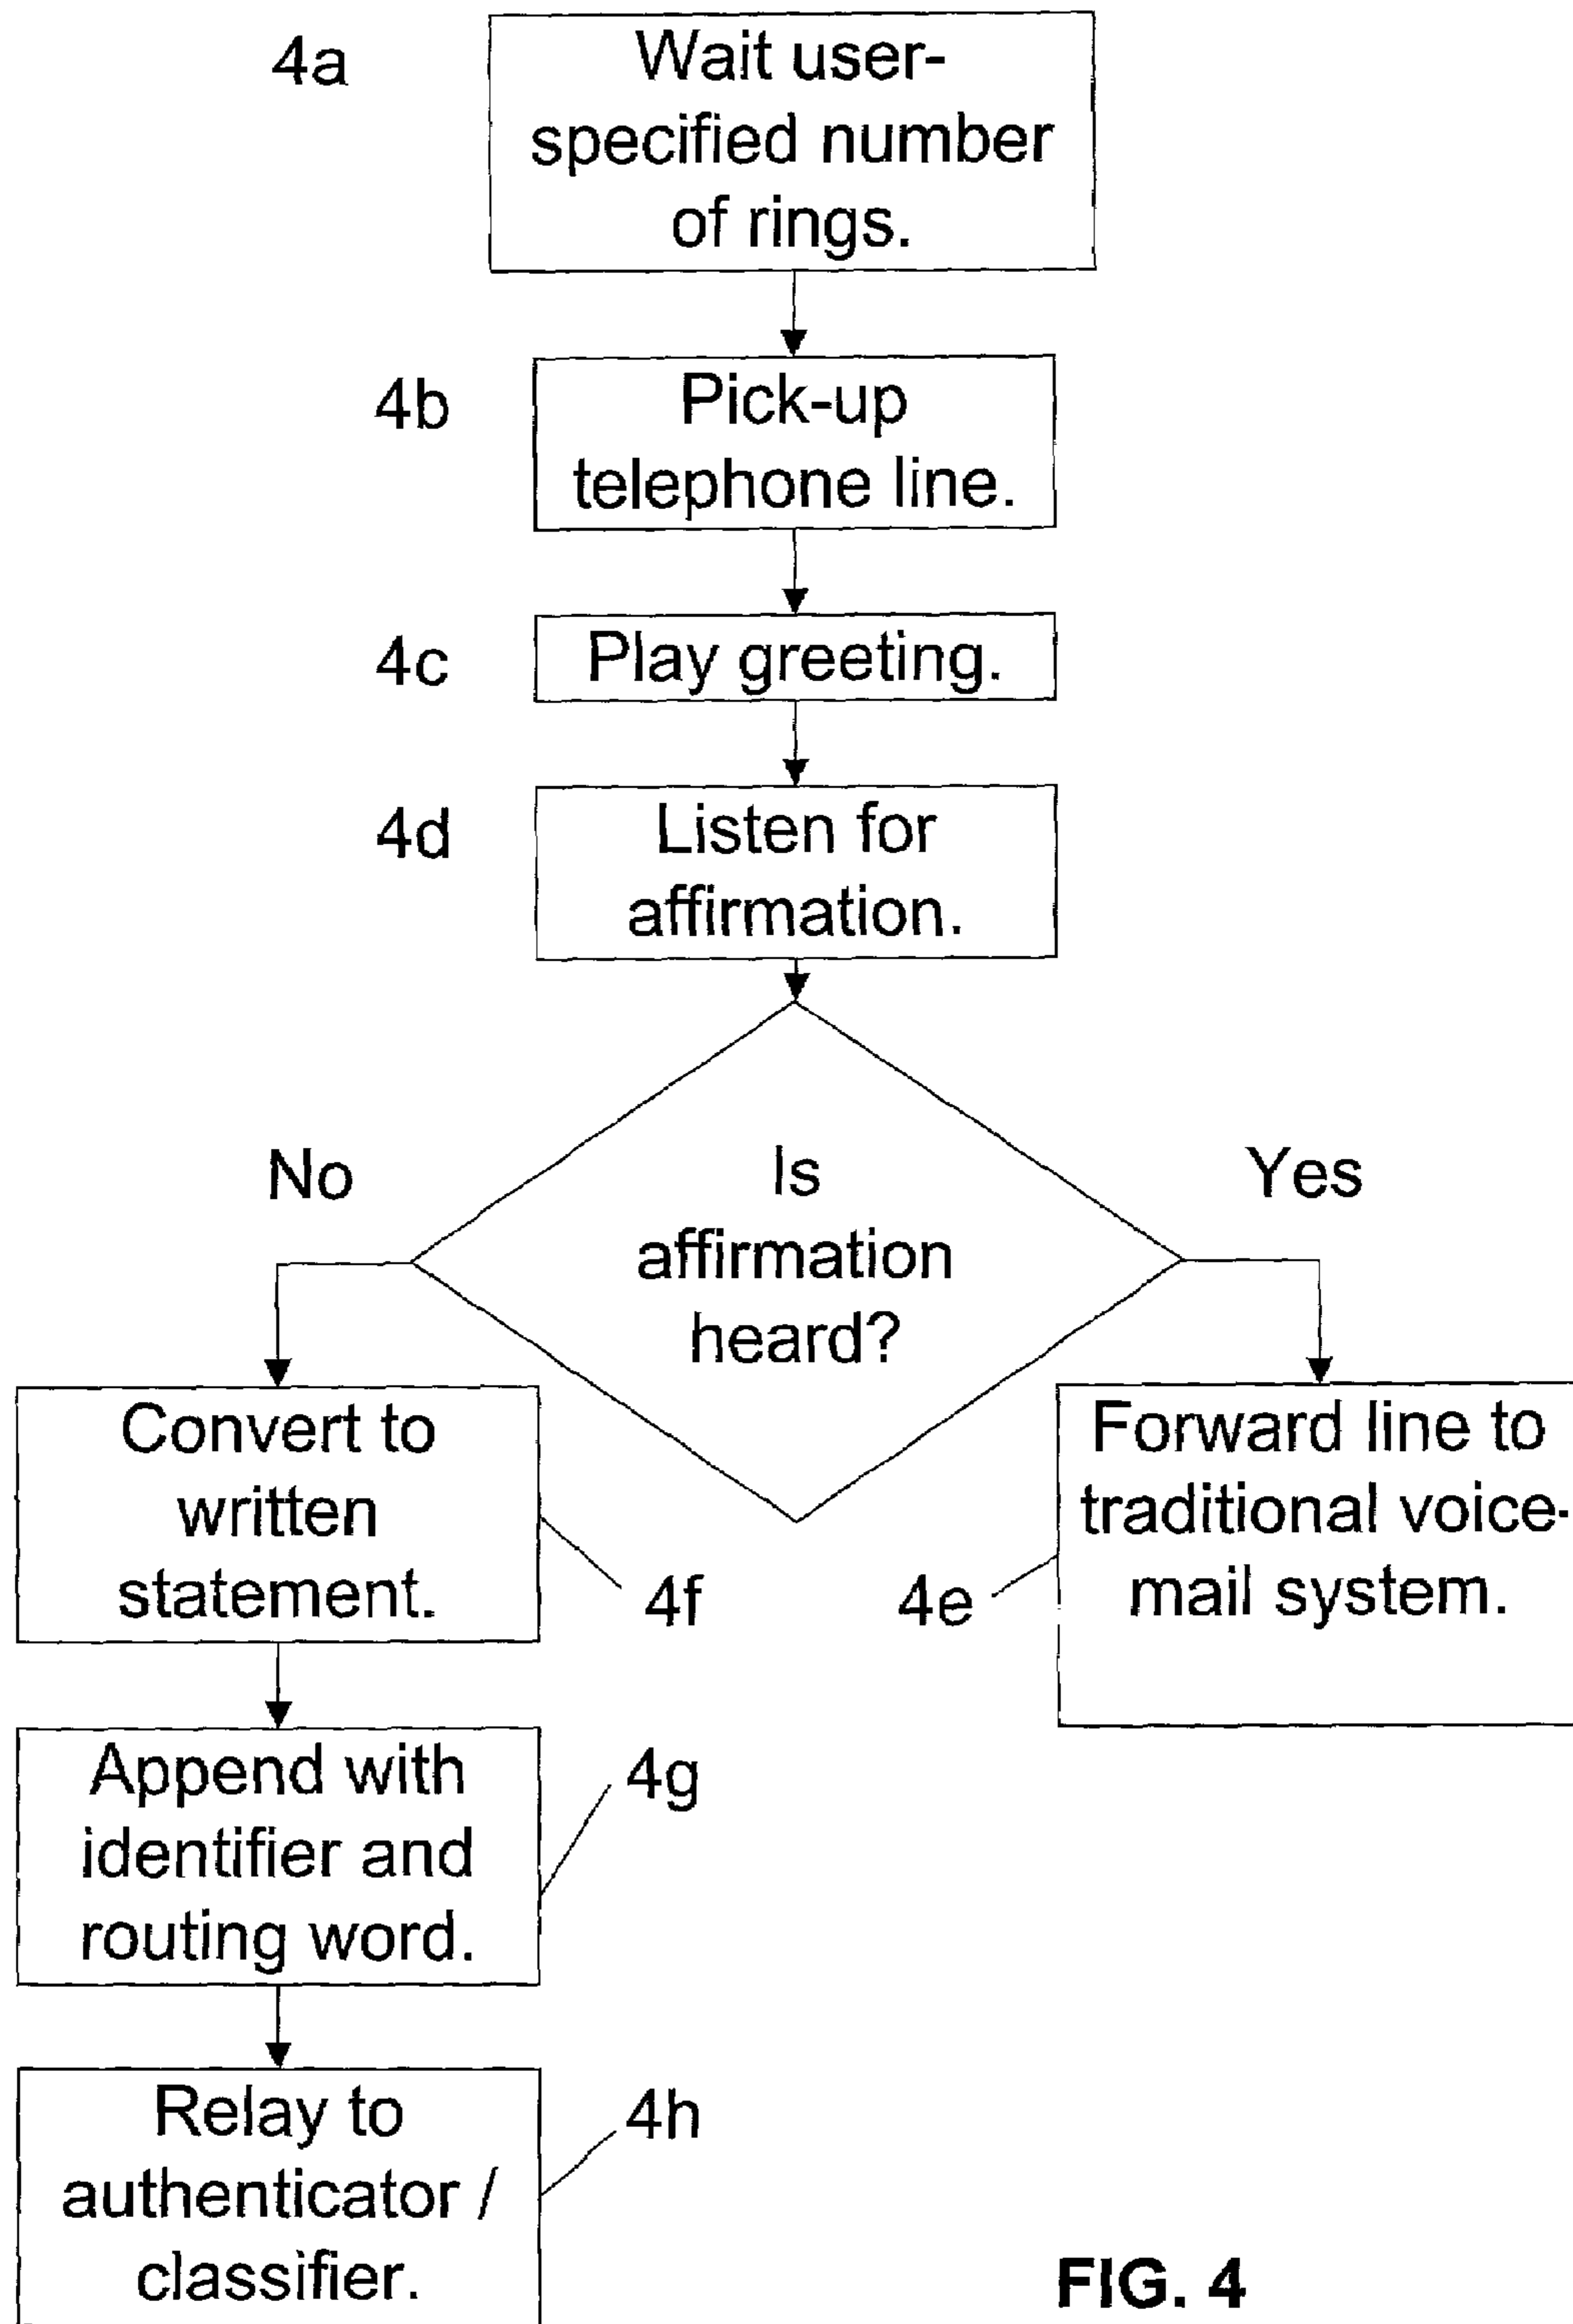 4a
Wait user-
specified number
of rings.
4b
Pick-up
telephone line.
4c
Play greeting.
4d
Listen for
affirmation.
No
Is
affirmation
heard?
Yes
Convert to
written
statement.
4f
4e
Forward line to
traditional voice-
mail system.
Append with
identifier and
routing word.
4g
Relay to
authenticator /
classifier.
4h
FIG. 4